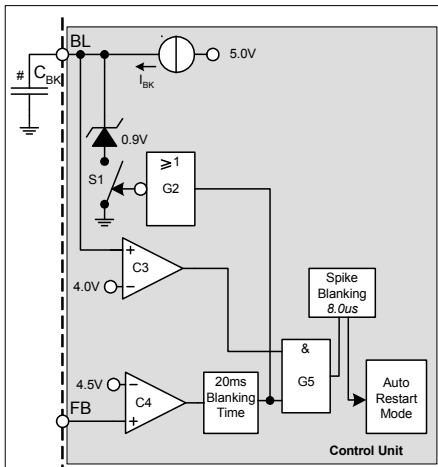 BL
5.0V
# C_BK
I_BK
0.9V
S1
≥1
G2
+
C3
4.0V
−
Spike
Blanking
8.0us
&
G5
4.5V
−
C4
+
20ms
Blanking
Time
Auto
Restart
Mode
FB
Control Unit